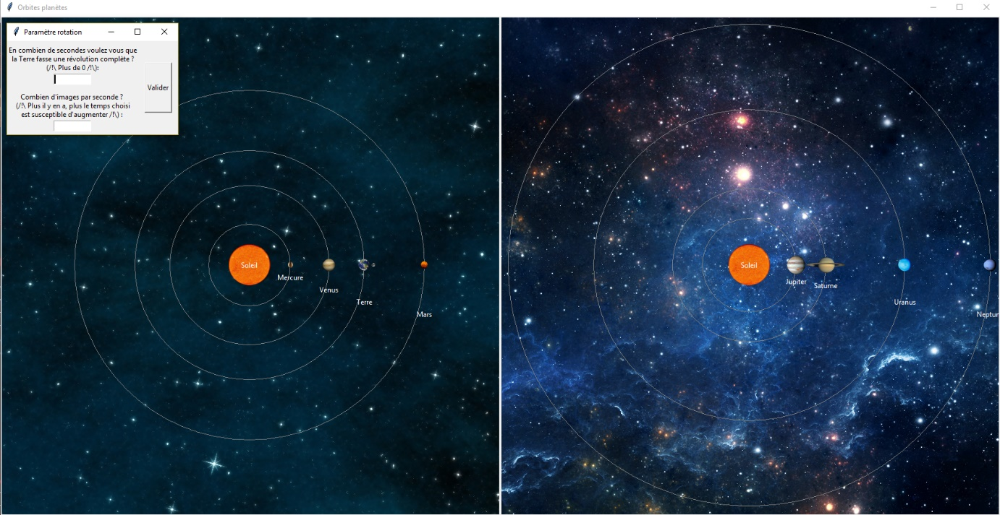 Orbites planètes
Paramètre rotation
En combien de secondes voulez vous que
la Terre fasse une révolution complète ?
(/!\ Plus de 0 /!\):
Valider
Combien d'images par seconde ?
(/!\ Plus il y en a, plus le temps choisi
est susceptible d'augmenter /!\) :
Soleil
Mercure
Venus
Terre
Mars
Soleil
Jupiter
Saturne
Uranus
Neptun